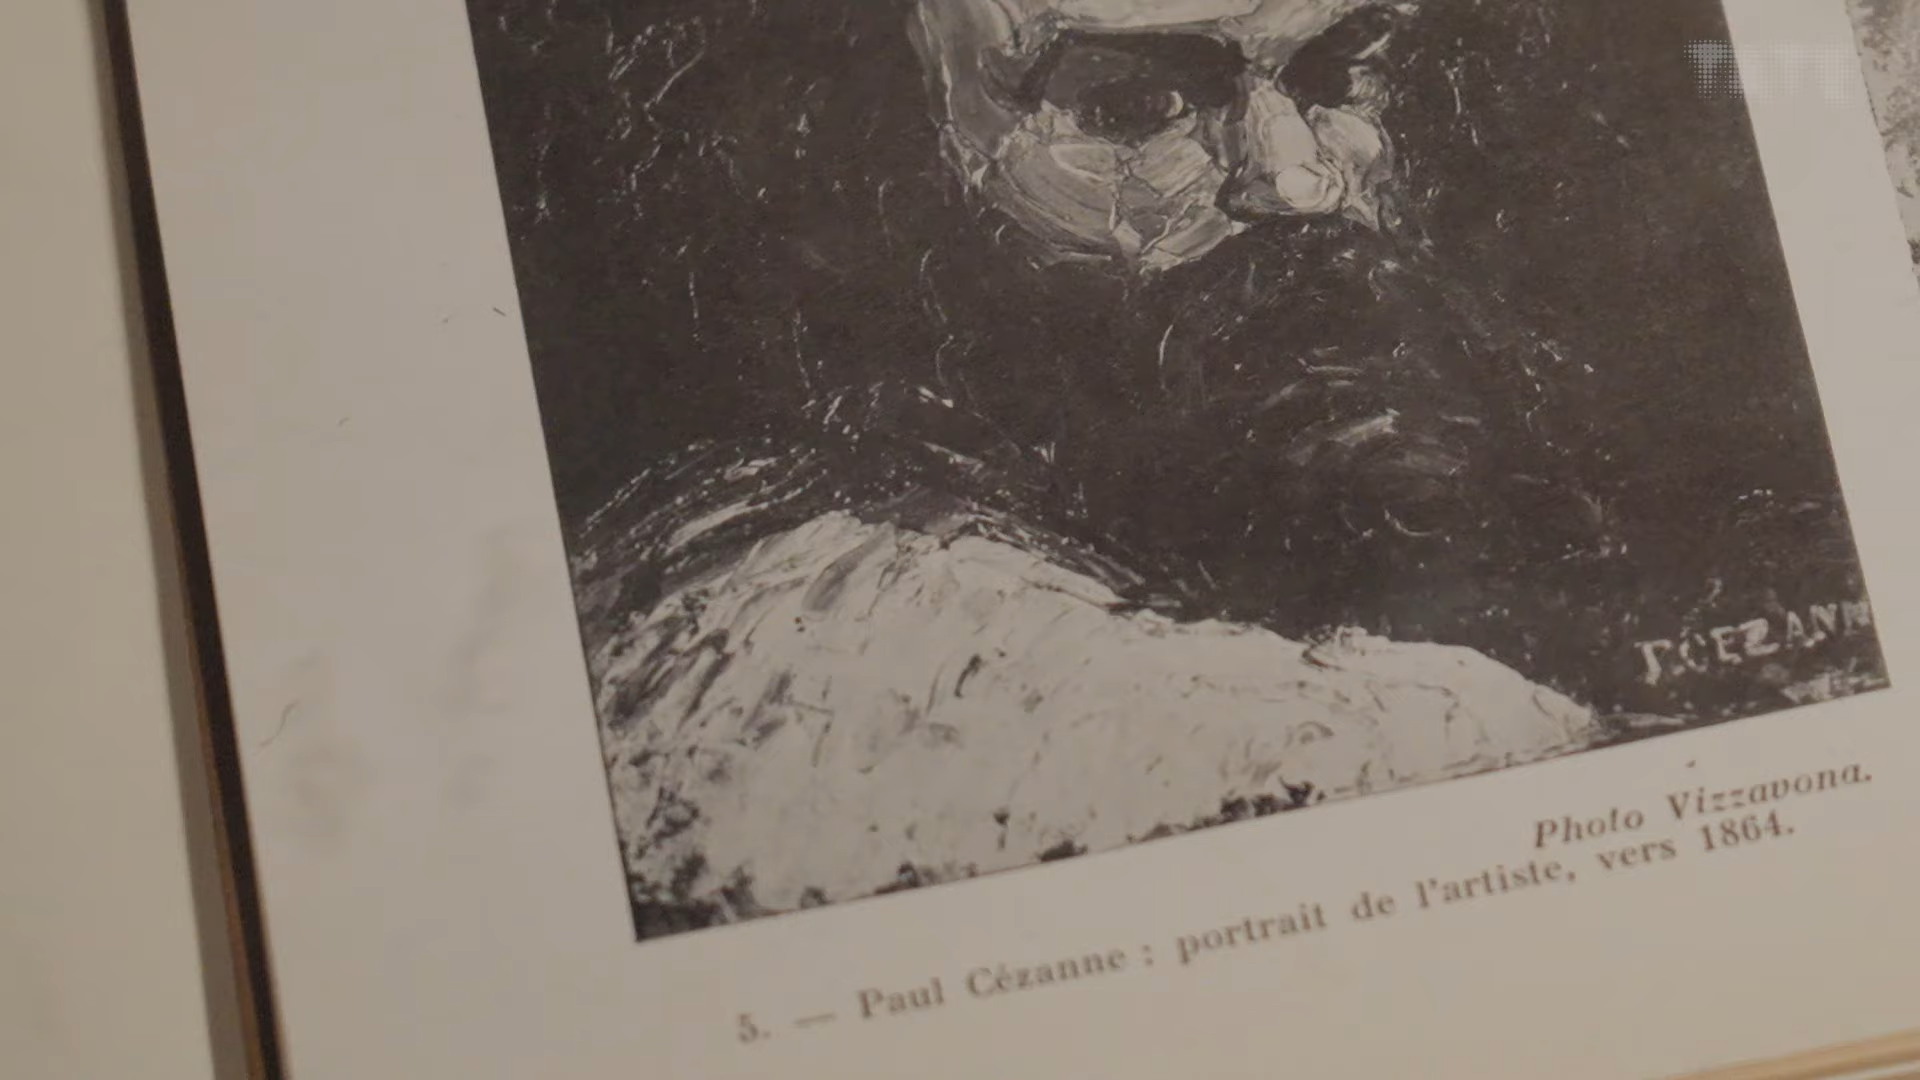 P.CEZANN
Photo Vizzavona.
5. — Paul Cézanne : portrait de l'artiste, vers 1864.